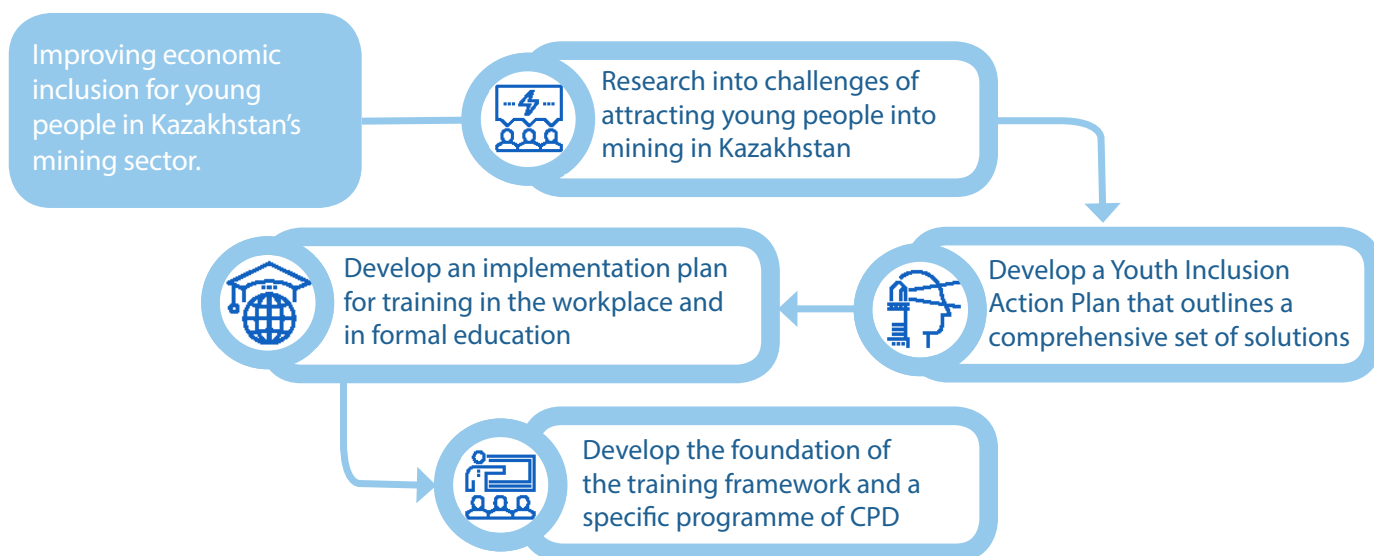 Improving economic
inclusion for young
people in Kazakhstan’s
mining sector.
Research into challenges of
attracting young people into
mining in Kazakhstan
Develop a Youth Inclusion
Action Plan that outlines a
comprehensive set of solutions
Develop an implementation plan
for training in the workplace and
in formal education
Develop the foundation of
the training framework and a
specific programme of CPD